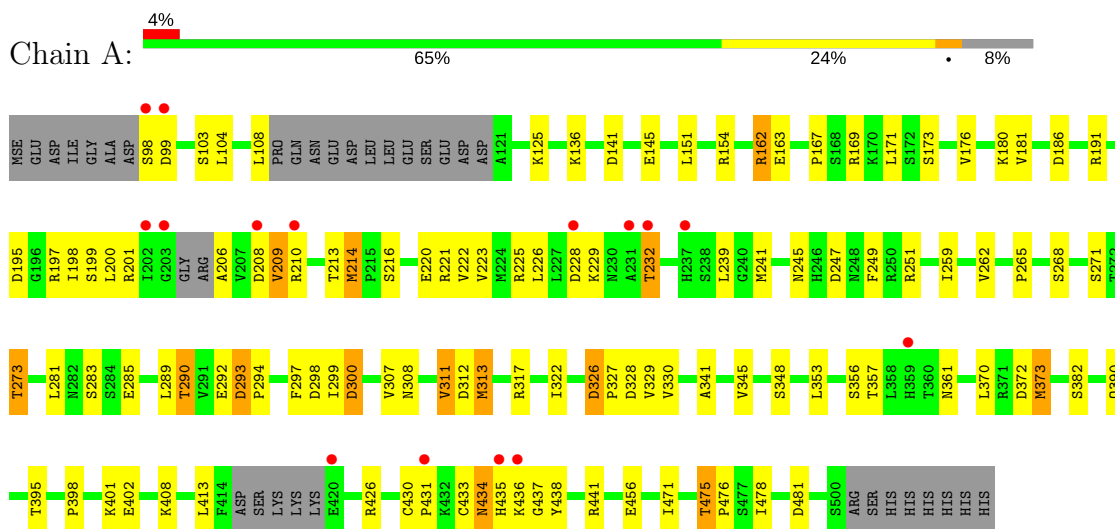 4%
Chain A:
65% 24% • 8%
MSE GLU ASP ILE GLY ALA ASP S98 D99 S103 L104 L108 PRO GLN ASN GLU ASP LEU LEU GLU SER GLU ASP ASP A121 K125 K136 D141 E145 L151 R154 R162 E163 P167 S168 R169 K170 L171 S172 S173 V176 K180 V181 D186 R191
D195 G196 R197 I198 S199 L200 R201 I202 G203 GLY ARG A206 V207 D208 V209 R210 T213 M214 P215 S216 E220 R221 V222 V223 M224 R225 L226 L227 D228 K229 N230 A231 T232 H237 S238 L239 G240 M241 N245 H246 D247 N248 F249 R250 R251 I259 V262 P265 S268 S271 T272
T273 L281 N282 S283 S284 E285 L289 T290 V291 E292 D293 P294 F297 D298 I299 D300 V307 N308 V311 D312 M313 R317 I322 D326 P327 D328 V329 V330 A341 V345 S348 L353 S356 T357 L358 H359 T360 N361 L370 R371 D372 M373 S382
T395 P398 K401 E402 K408 L413 F414 ASP SER LYS LYS LYS E420 R426 C430 P431 K432 C433 N434 H435 K436 G437 Y438 R441 E456 I471 T475 P476 S477 I478 D481 S500 ARG SER HIS HIS HIS HIS HIS HIS